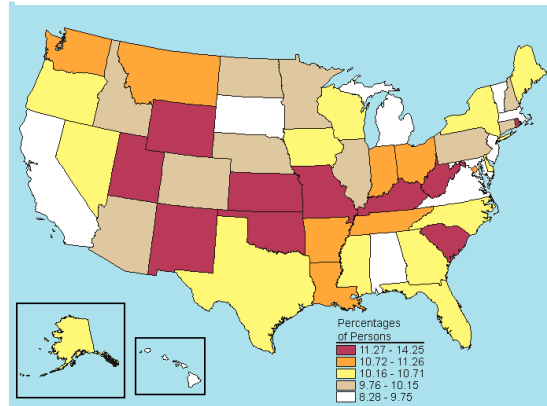 Percentages
of Persons
11.27 - 14.25
10.72 - 11.26
10.16 - 10.71
9.76 - 10.15
8.28 - 9.75